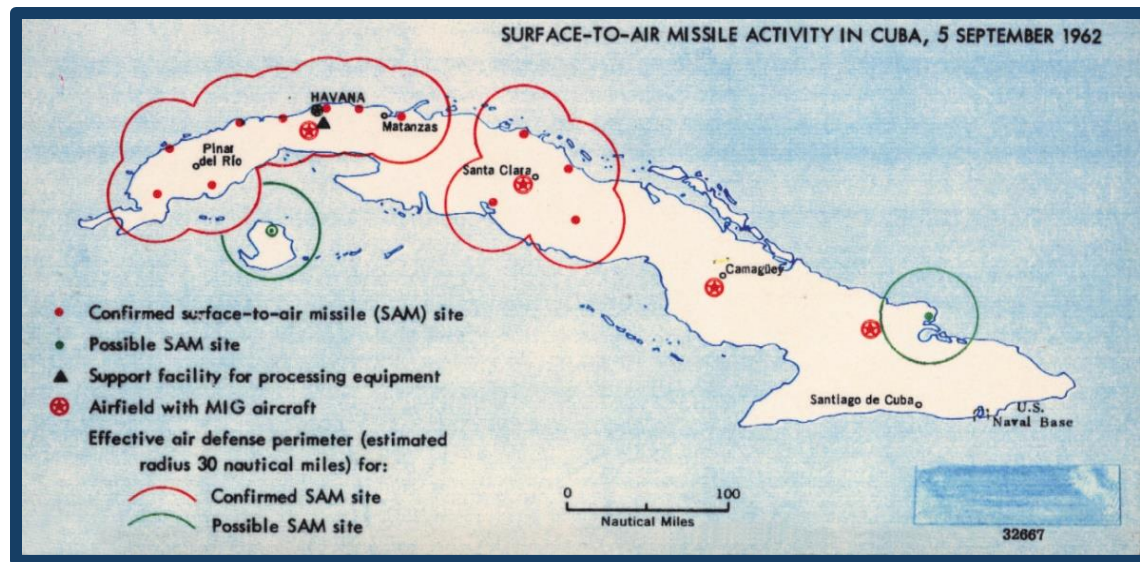 SURFACE-TO-AIR MISSILE ACTIVITY IN CUBA, 5 SEPTEMBER 1962
HAVANA
Matanzas
Pinar
del Río
Santa Clara
Camagüey
Santiago de Cuba
U.S.
Naval Base
Confirmed surface-to-air missile (SAM) site
Possible SAM site
Support facility for processing equipment
Airfield with MIG aircraft
Effective air defense perimeter (estimated
radius 30 nautical miles) for:
Confirmed SAM site
Possible SAM site
0 100
Nautical Miles
32667